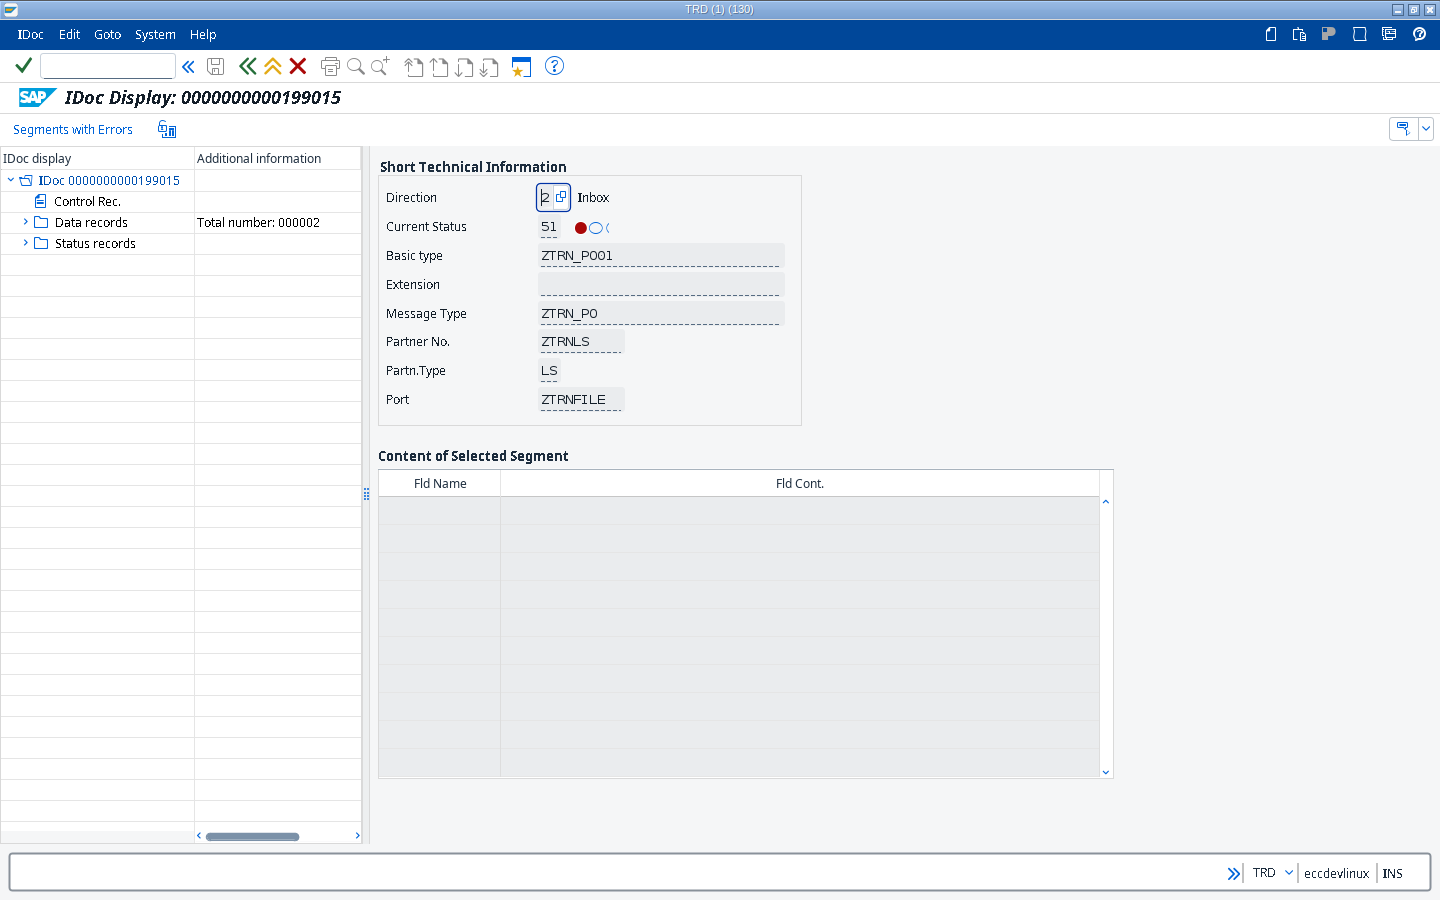 TRD (1) (130)
IDoc Edit Goto System Help
SAP IDoc Display: 0000000000199015
Segments with Errors
IDoc display Additional information
IDoc 0000000000199015
Control Rec.
Data records Total number: 000002
Status records
Short Technical Information
Direction 2 Inbox
Current Status 51
Basic type ZTRN_PO01
Extension
Message Type ZTRN_PO
Partner No. ZTRNLS
Partn.Type LS
Port ZTRNFILE
Content of Selected Segment
Fld Name Fld Cont.
TRD eccdevlinux INS